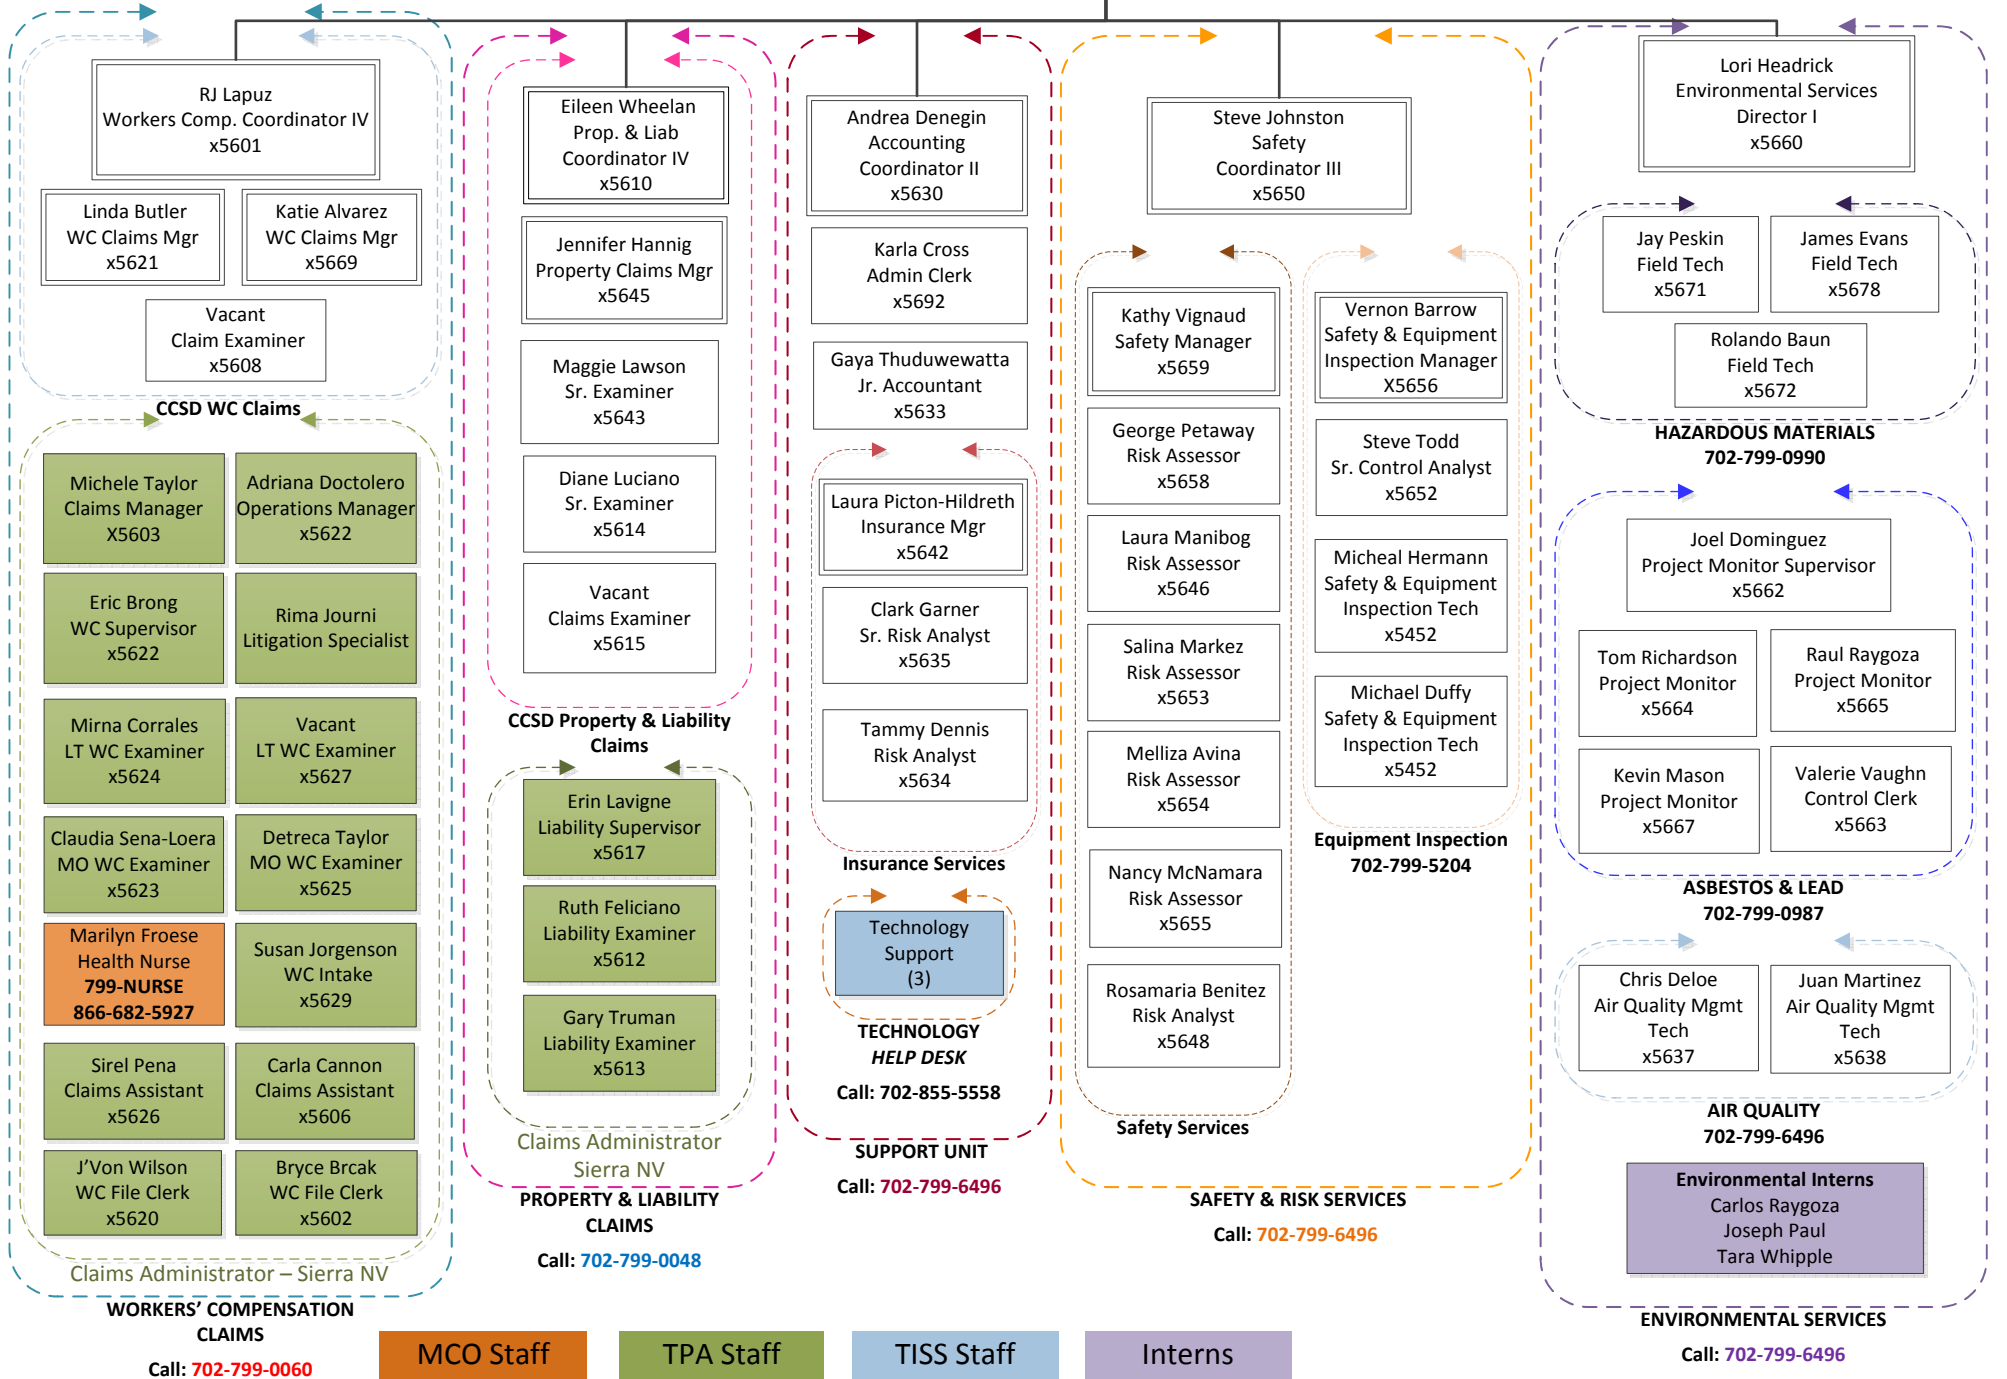 RJ Lapuz
Workers Comp. Coordinator IV
x5601
Linda Butler
WC Claims Mgr
x5621
Katie Alvarez
WC Claims Mgr
x5669
Vacant
Claim Examiner
x5608
CCSD WC Claims
Michele Taylor
Claims Manager
X5603
Adriana Doctolero
Operations Manager
x5622
Eric Brong
WC Supervisor
x5622
Rima Journi
Litigation Specialist
Mirna Corrales
LT WC Examiner
x5624
Vacant
LT WC Examiner
x5627
Claudia Sena-Loera
MO WC Examiner
x5623
Detreca Taylor
MO WC Examiner
x5625
Marilyn Froese
Health Nurse
799-NURSE
866-682-5927
Susan Jorgenson
WC Intake
x5629
Sirel Pena
Claims Assistant
x5626
Carla Cannon
Claims Assistant
x5606
J'Von Wilson
WC File Clerk
x5620
Bryce Brcak
WC File Clerk
x5602
Claims Administrator – Sierra NV
WORKERS' COMPENSATION
CLAIMS
Call: 702-799-0060
Eileen Wheelan
Prop. & Liab
Coordinator IV
x5610
Jennifer Hannig
Property Claims Mgr
x5645
Maggie Lawson
Sr. Examiner
x5643
Diane Luciano
Sr. Examiner
x5614
Vacant
Claims Examiner
x5615
CCSD Property & Liability
Claims
Erin Lavigne
Liability Supervisor
x5617
Ruth Feliciano
Liability Examiner
x5612
Gary Truman
Liability Examiner
x5613
Claims Administrator
Sierra NV
PROPERTY & LIABILITY
CLAIMS
Call: 702-799-0048
Andrea Denegin
Accounting
Coordinator II
x5630
Karla Cross
Admin Clerk
x5692
Gaya Thuduwewatta
Jr. Accountant
x5633
Laura Picton-Hildreth
Insurance Mgr
x5642
Clark Garner
Sr. Risk Analyst
x5635
Tammy Dennis
Risk Analyst
x5634
Insurance Services
Technology
Support
(3)
TECHNOLOGY
HELP DESK
Call: 702-855-5558
SUPPORT UNIT
Call: 702-799-6496
Steve Johnston
Safety
Coordinator III
x5650
Kathy Vignaud
Safety Manager
x5659
George Petaway
Risk Assessor
x5658
Laura Manibog
Risk Assessor
x5646
Salina Markez
Risk Assessor
x5653
Melliza Avina
Risk Assessor
x5654
Nancy McNamara
Risk Assessor
x5655
Rosamaria Benitez
Risk Analyst
x5648
Safety Services
Vernon Barrow
Safety & Equipment
Inspection Manager
X5656
Steve Todd
Sr. Control Analyst
x5652
Micheal Hermann
Safety & Equipment
Inspection Tech
x5452
Michael Duffy
Safety & Equipment
Inspection Tech
x5452
Equipment Inspection
702-799-5204
SAFETY & RISK SERVICES
Call: 702-799-6496
Lori Headrick
Environmental Services
Director I
x5660
Jay Peskin
Field Tech
x5671
James Evans
Field Tech
x5678
Rolando Baun
Field Tech
x5672
HAZARDOUS MATERIALS
702-799-0990
Joel Dominguez
Project Monitor Supervisor
x5662
Tom Richardson
Project Monitor
x5664
Raul Raygoza
Project Monitor
x5665
Kevin Mason
Project Monitor
x5667
Valerie Vaughn
Control Clerk
x5663
ASBESTOS & LEAD
702-799-0987
Chris Deloe
Air Quality Mgmt
Tech
x5637
Juan Martinez
Air Quality Mgmt
Tech
x5638
AIR QUALITY
702-799-6496
Environmental Interns
Carlos Raygoza
Joseph Paul
Tara Whipple
ENVIRONMENTAL SERVICES
Call: 702-799-6496
MCO Staff
TPA Staff
TISS Staff
Interns